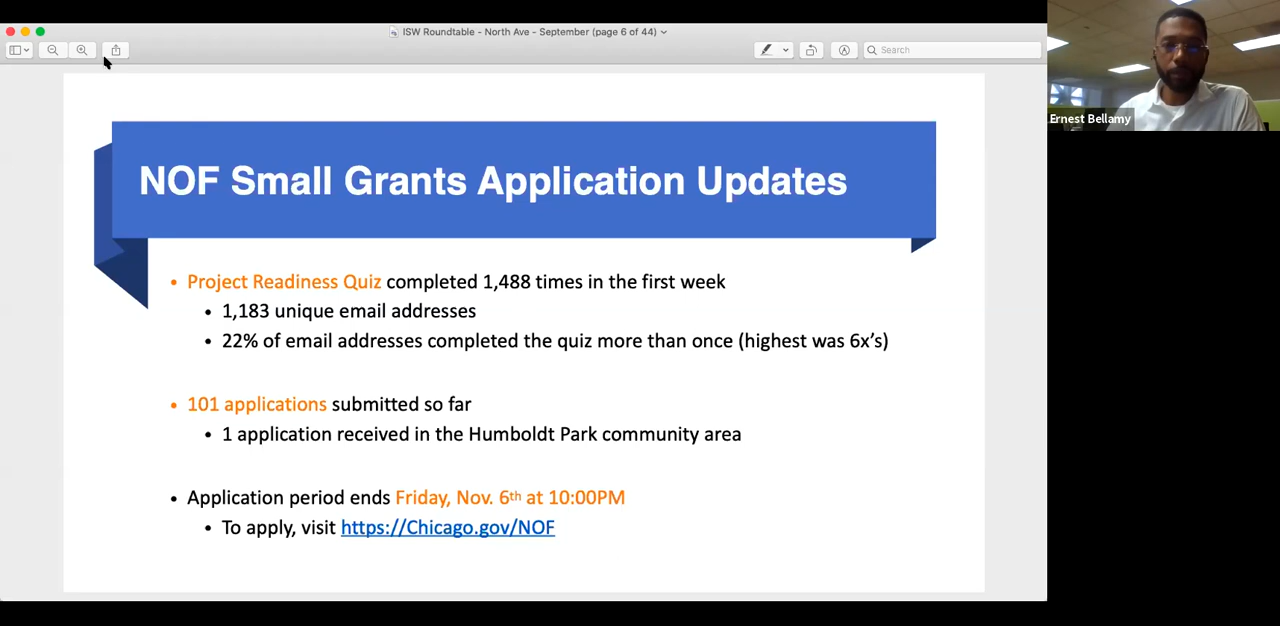 ISW Roundtable - North Ave - September (page 6 of 44)
Search
Ernest Bellamy
NOF Small Grants Application Updates
• Project Readiness Quiz completed 1,488 times in the first week
• 1,183 unique email addresses
• 22% of email addresses completed the quiz more than once (highest was 6x’s)
• 101 applications submitted so far
• 1 application received in the Humboldt Park community area
• Application period ends Friday, Nov. 6th at 10:00PM
• To apply, visit https://Chicago.gov/NOF